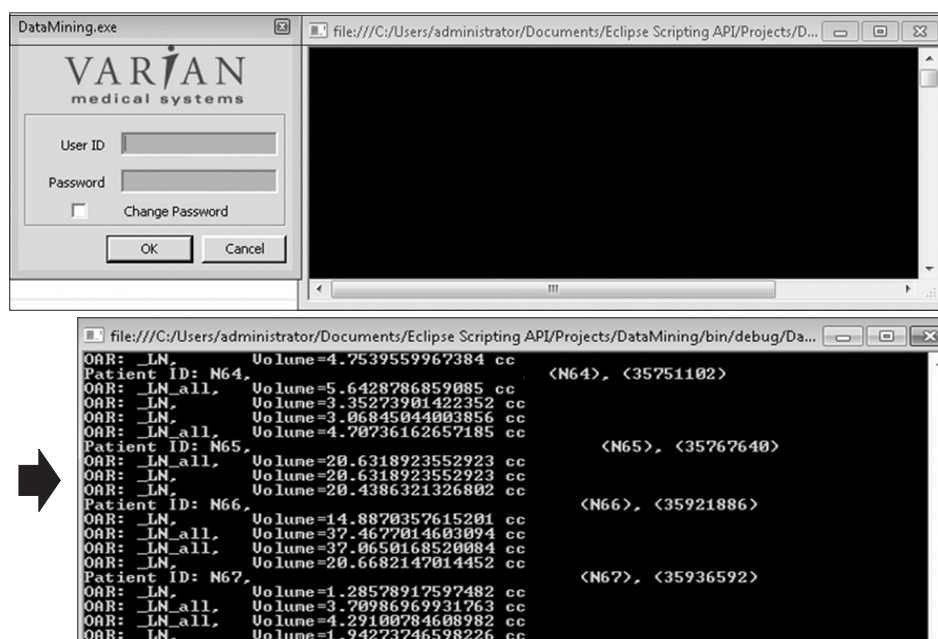 DataMining.exe
VARIAN
medical systems
User ID
Password
Change Password
OK Cancel
file:///C:/Users/administrator/Documents/Eclipse Scripting API/Projects/D...
file:///C:/Users/administrator/Documents/Eclipse Scripting API/Projects/DataMining/bin/debug/Da...
OAR: _LN, Volume=4.7539559967384 cc
Patient ID: N64, (N64), (35751102)
OAR: _LN_all, Volume=5.6428786859085 cc
OAR: _LN, Volume=3.35273901422352 cc
OAR: _LN, Volume=3.06845044003856 cc
OAR: _LN_all, Volume=4.70736162657185 cc
Patient ID: N65, (N65), (35767640)
OAR: _LN_all, Volume=20.6318923552923 cc
OAR: _LN, Volume=20.6318923552923 cc
OAR: _LN, Volume=20.4386321326802 cc
Patient ID: N66, (N66), (35921886)
OAR: _LN, Volume=14.8870357615201 cc
OAR: _LN_all, Volume=37.4677014603094 cc
OAR: _LN_all, Volume=37.0650168520084 cc
OAR: _LN, Volume=20.6682147014452 cc
Patient ID: N67, (N67), (35936592)
OAR: _LN, Volume=1.28578917597482 cc
OAR: _LN_all, Volume=3.70986969931763 cc
OAR: _LN_all, Volume=4.29100784608982 cc
OAR: _LN, Volume=1.94273746598226 cc